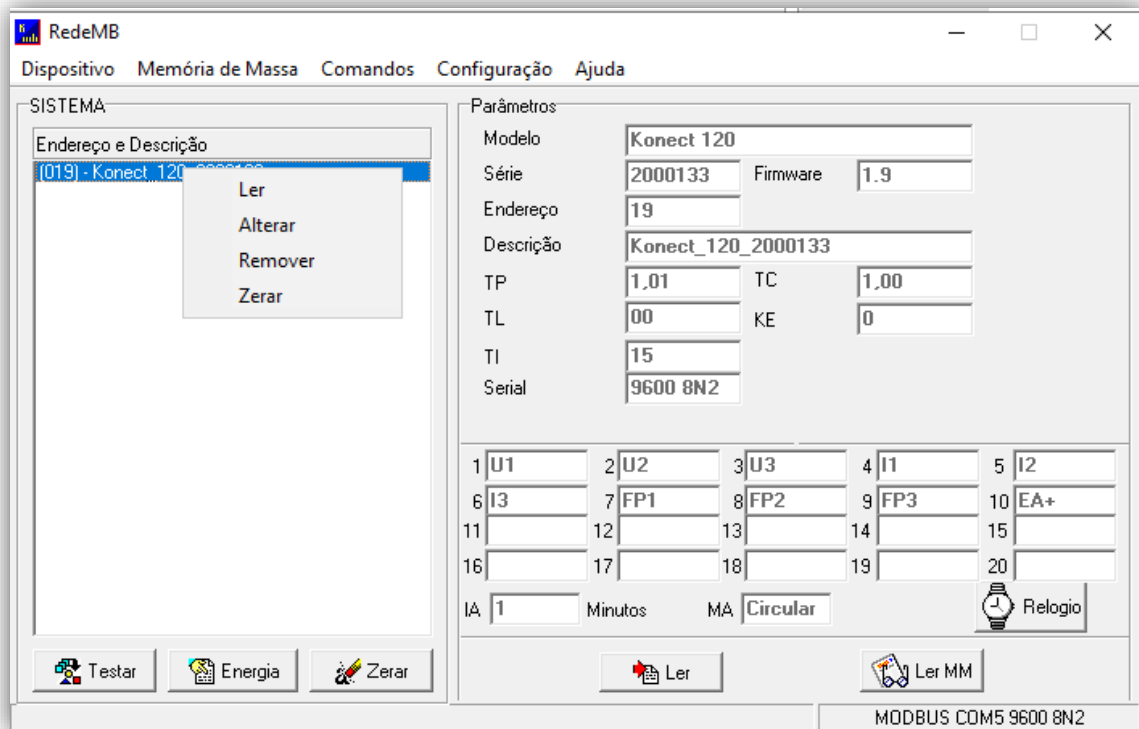 RedeMB
Dispositivo Memória de Massa Comandos Configuração Ajuda
SISTEMA
Endereço e Descrição
(019) - Konect_120_2000133
Ler
Alterar
Remover
Zerar
Testar Energia Zerar
Parâmetros
Modelo Konect 120
Série 2000133 Firmware 1.9
Endereço 19
Descrição Konect_120_2000133
TP 1,01 TC 1,00
TL 00 KE 0
TI 15
Serial 9600 8N2
1 U1 2 U2 3 U3 4 I1 5 I2
6 I3 7 FP1 8 FP2 9 FP3 10 EA+
11 12 13 14 15
16 17 18 19 20
IA 1 Minutos MA Circular Relogio
Ler Ler MM
MODBUS COM5 9600 8N2